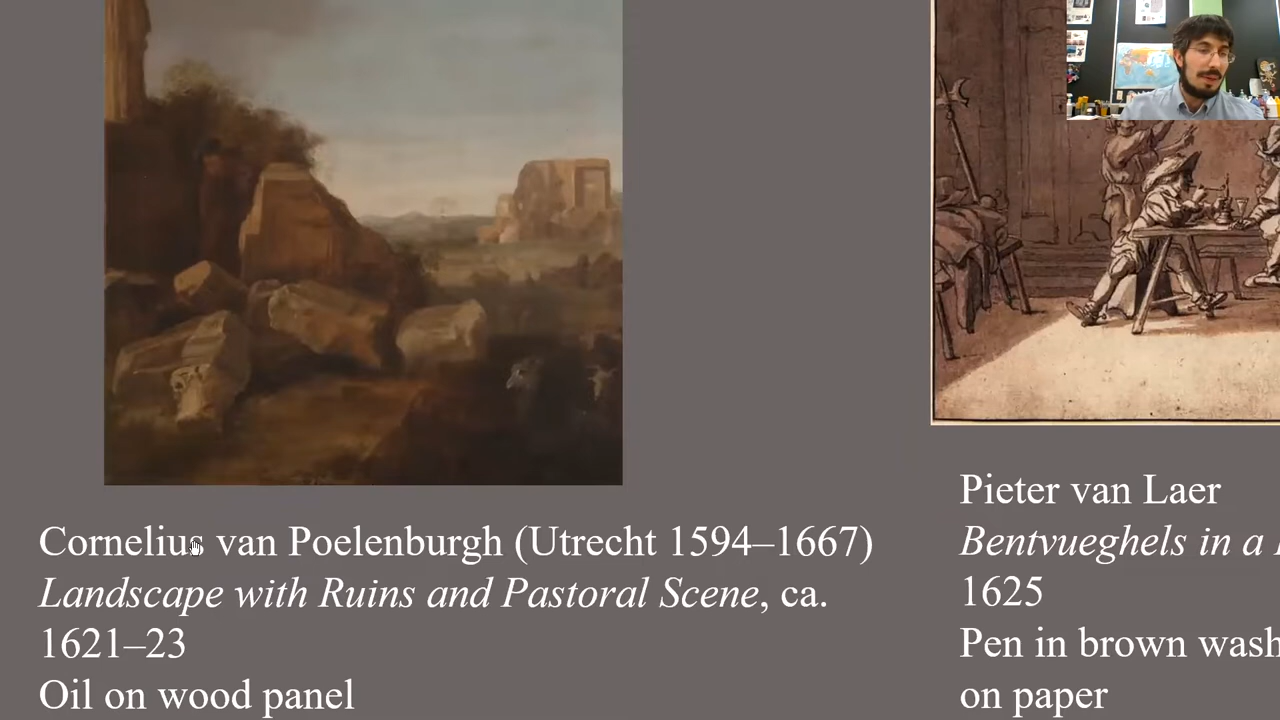 Cornelius van Poelenburgh (Utrecht 1594–1667)
Landscape with Ruins and Pastoral Scene, ca.
1621–23
Oil on wood panel
Pieter van Laer
Bentvueghels in a
1625
Pen in brown wash
on paper